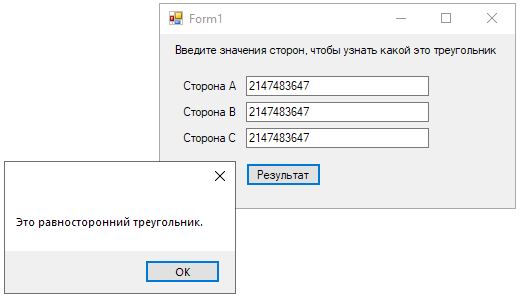 Form1
Введите значения сторон, чтобы узнать какой это треугольник
Сторона A 2147483647
Сторона B 2147483647
Сторона C 2147483647
Результат
Это равносторонний треугольник.
OK